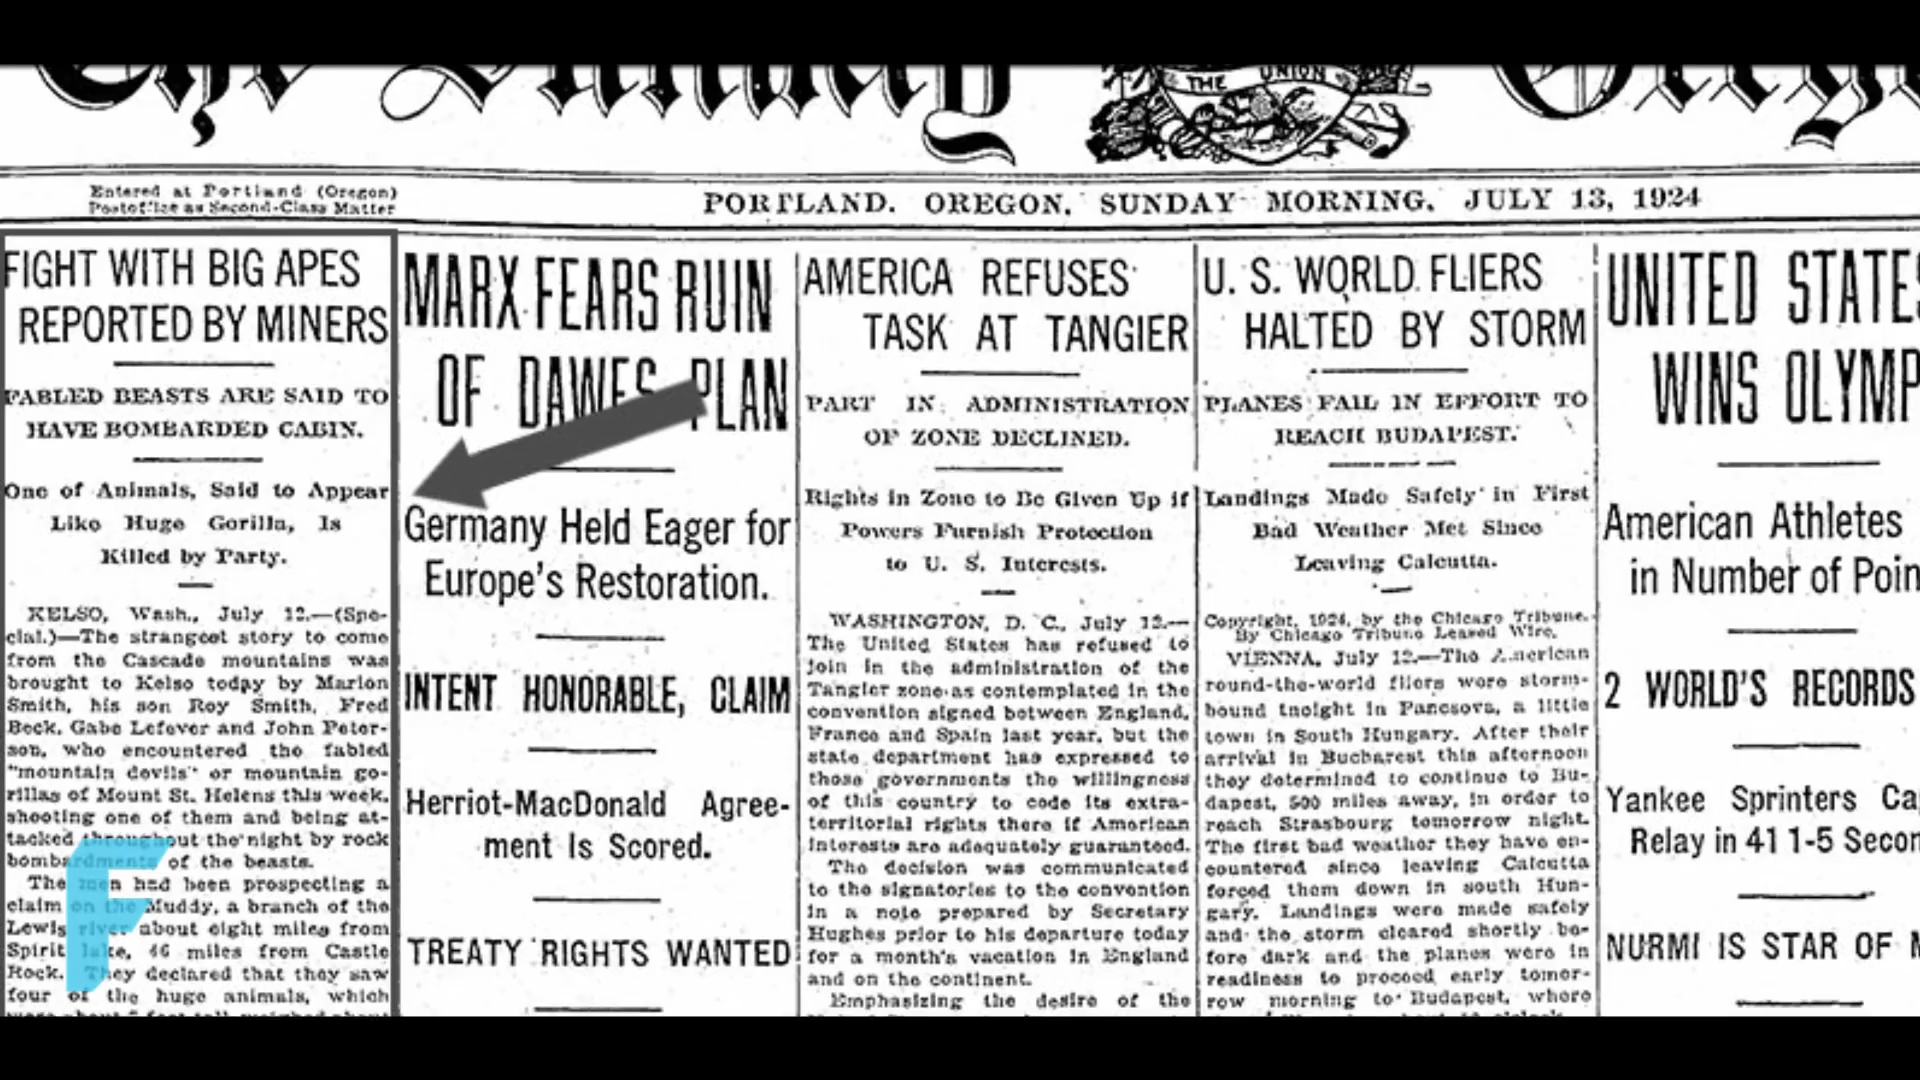 The Sunday
THE UNION
Entered at Portland (Oregon)
Postoffice as Second-Class Matter
PORTLAND, OREGON, SUNDAY MORNING, JULY 13, 1924
FIGHT WITH BIG APES
REPORTED BY MINERS
FABLED BEASTS ARE SAID TO
HAVE BOMBARDED CABIN.
One of Animals, Said to Appear
Like Huge Gorilla, Is
Killed by Party.
KELSO, Wash., July 12.—(Spe-
cial.)—The strangest story to come
from the Cascade mountains was
brought to Kelso today by Marion
Smith, his son Roy Smith, Fred
Beck, Gabe Lefever and John Peter-
son, who encountered the fabled
"mountain devils" or mountain go-
rillas of Mount St. Helens this week,
shooting one of them and being at-
tacked throughout the night by rock
bombardments of the beasts.
The men had been prospecting a
claim on the Muddy, a branch of the
Lewis river about eight miles from
Spirit lake, 46 miles from Castle
Rock. They declared that they saw
four of the huge animals, which
MARX FEARS RUIN
OF DAWES PLAN
Germany Held Eager for
Europe's Restoration.
INTENT HONORABLE, CLAIM
Herriot-MacDonald Agree-
ment Is Scored.
TREATY RIGHTS WANTED
AMERICA REFUSES
TASK AT TANGIER
PART IN ADMINISTRATION
OF ZONE DECLINED.
Rights in Zone to Be Given Up if
Powers Furnish Protection
to U. S. Interests.
WASHINGTON, D. C., July 12.—
The United States has refused to
join in the administration of the
Tangier zone as contemplated in the
convention signed between England,
France and Spain last year, but the
state department has expressed to
those governments the willingness
of this country to cede its extra-
territorial rights there if American
interests are adequately guaranteed.
The decision was communicated
to the signatories to the convention
in a note prepared by Secretary
Hughes prior to his departure today
for a month's vacation in England
and on the continent.
Emphasizing the desire of the
U. S. WORLD FLIERS
HALTED BY STORM
PLANES FAIL IN EFFORT TO
REACH BUDAPEST.
Landings Made Safely in First
Bad Weather Met Since
Leaving Calcutta.
Copyright, 1924, by the Chicago Tribune.
By Chicago Tribune Leased Wire.
VIENNA, July 12.—The American
round-the-world fliers were storm-
bound tnoight in Pancsova, a little
town in South Hungary. After their
arrival in Bucharest this afternoon
they determined to continue to Bu-
dapest, 500 miles away, in order to
reach Strasbourg tomorrow night.
The first bad weather they have en-
countered since leaving Calcutta
forced them down in south Hun-
gary. Landings were made safely
and the storm cleared shortly be-
fore dark and the planes were in
readiness to proceed early tomor-
row morning to Budapest, where
UNITED STATES
WINS OLYMP
American Athletes
in Number of Poin
2 WORLD'S RECORDS
Yankee Sprinters Ca
Relay in 41 1-5 Secon
NURMI IS STAR OF M
F